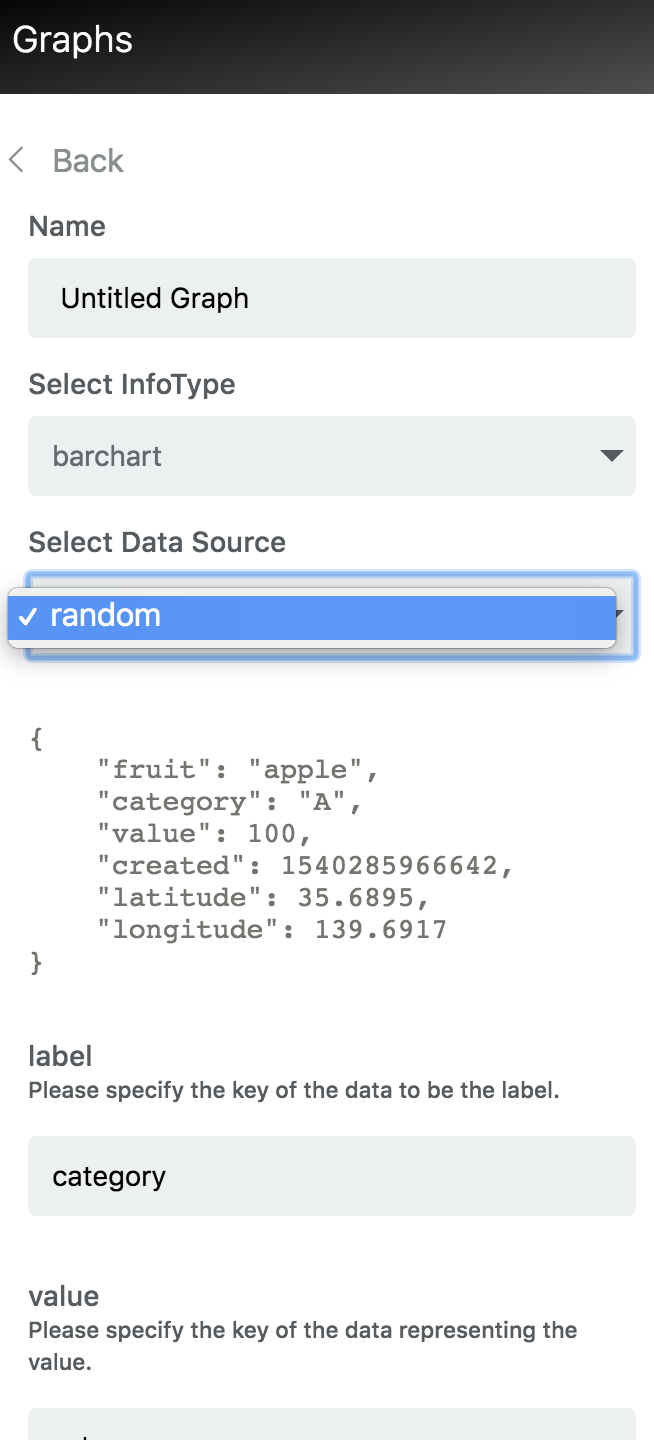 Graphs
Back
Name
Untitled Graph
Select InfoType
barchart
Select Data Source
✓ random
{
    "fruit": "apple",
    "category": "A",
    "value": 100,
    "created": 1540285966642,
    "latitude": 35.6895,
    "longitude": 139.6917
}
label
Please specify the key of the data to be the label.
category
value
Please specify the key of the data representing the
value.